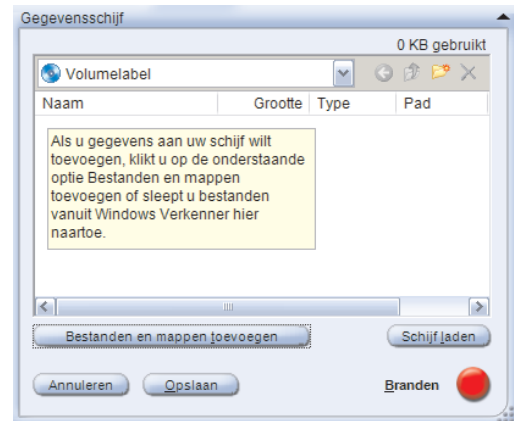 Gegevensschijf
0 KB gebruikt
Volumelabel
Naam Grootte Type Pad
Als u gegevens aan uw schijf wilt
toevoegen, klikt u op de onderstaande
optie Bestanden en mappen
toevoegen of sleept u bestanden
vanuit Windows Verkenner hier
naartoe.
Bestanden en mappen toevoegen Schijf laden
Annuleren Opslaan Branden